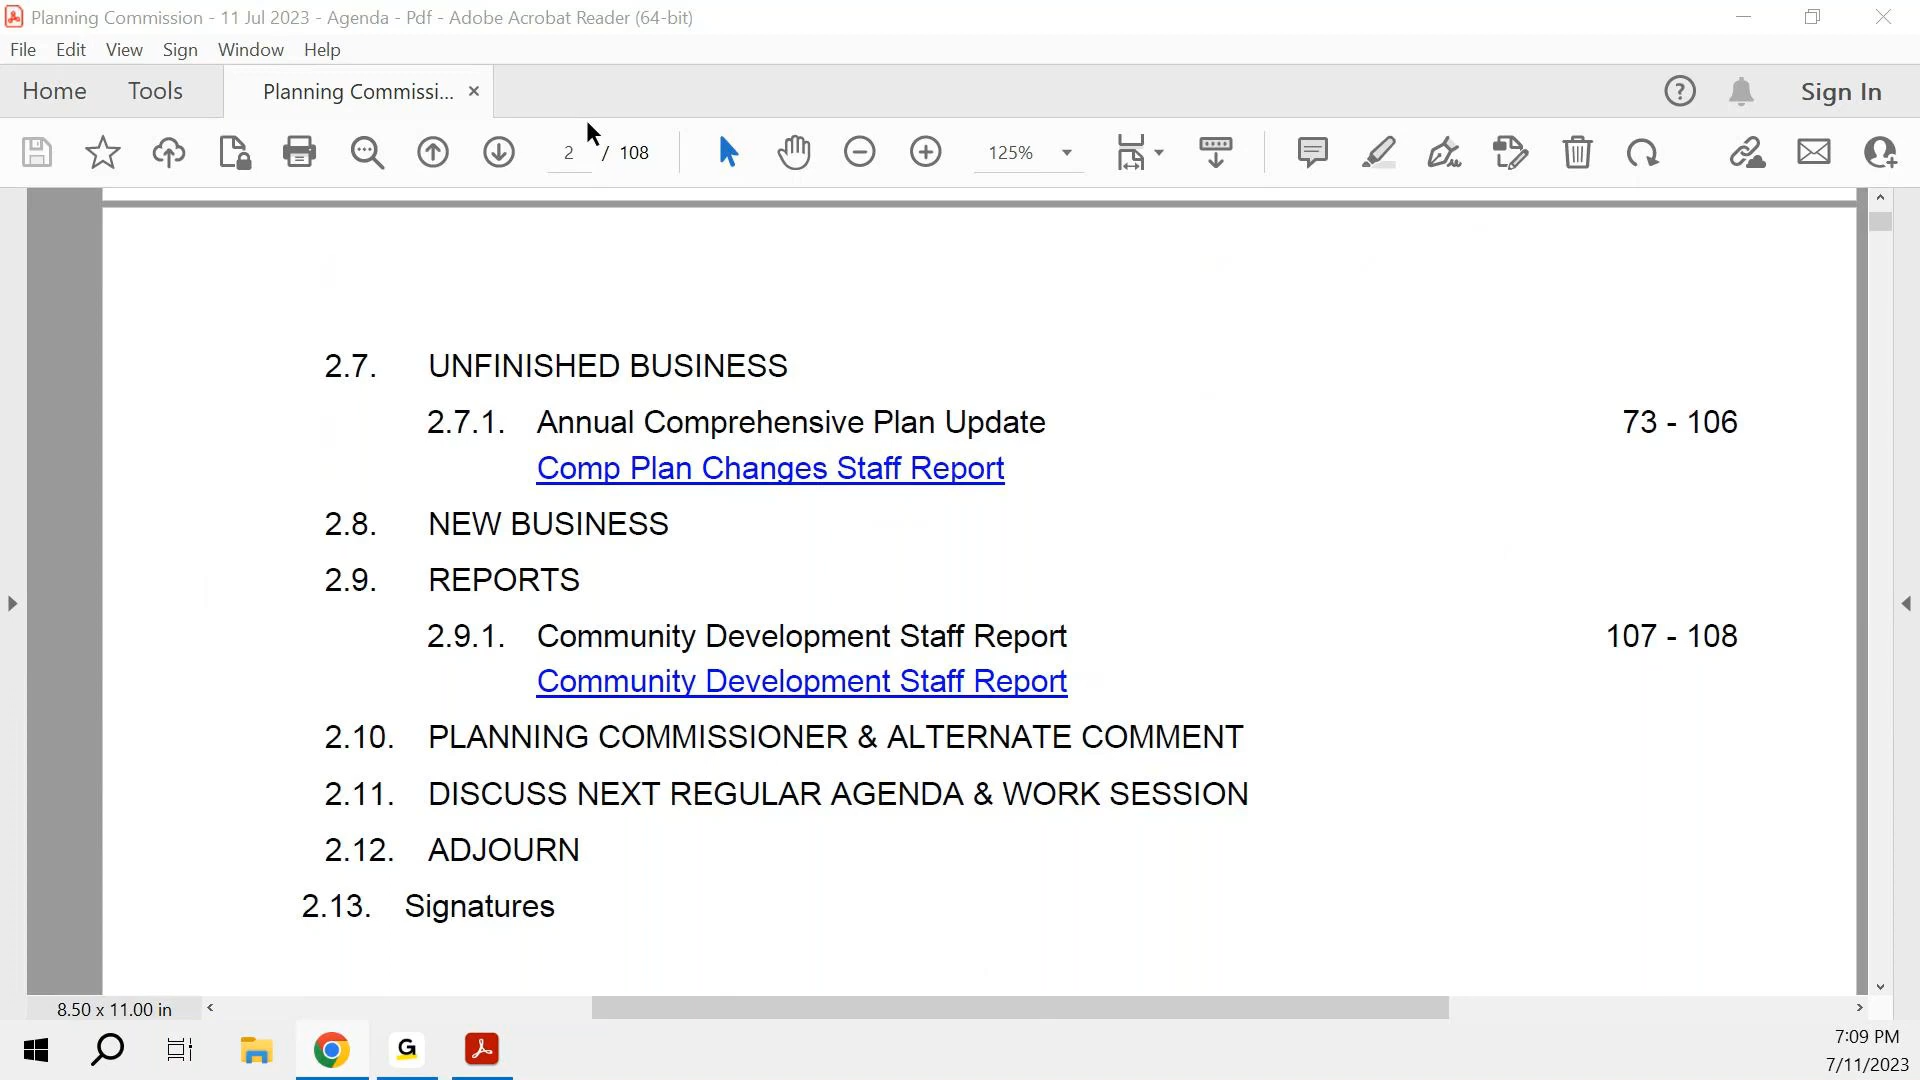 Planning Commission - 11 Jul 2023 - Agenda - Pdf - Adobe Acrobat Reader (64-bit)
File Edit View Sign Window Help
Home Tools Planning Commissi... × Sign In
2 / 108 125%
2.7. UNFINISHED BUSINESS
2.7.1. Annual Comprehensive Plan Update 73 - 106
Comp Plan Changes Staff Report
2.8. NEW BUSINESS
2.9. REPORTS
2.9.1. Community Development Staff Report 107 - 108
Community Development Staff Report
2.10. PLANNING COMMISSIONER & ALTERNATE COMMENT
2.11. DISCUSS NEXT REGULAR AGENDA & WORK SESSION
2.12. ADJOURN
2.13. Signatures
8.50 x 11.00 in
G
7:09 PM
7/11/2023